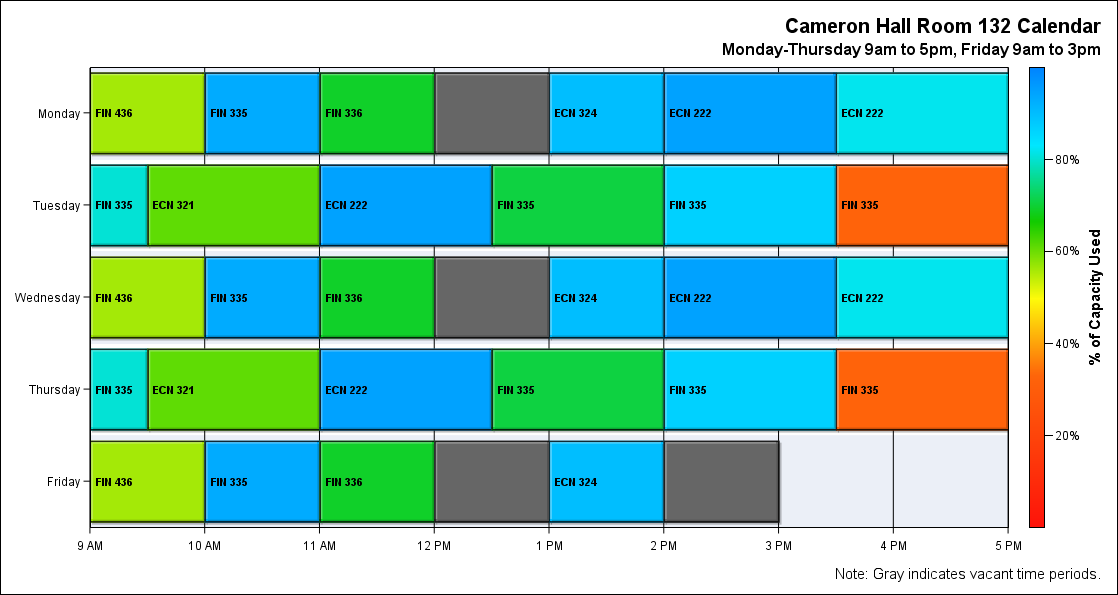 Cameron Hall Room 132 Calendar
Monday-Thursday 9am to 5pm, Friday 9am to 3pm
Monday
FIN 436
FIN 335
FIN 336
ECN 324
ECN 222
ECN 222
Tuesday
FIN 335
ECN 321
ECN 222
FIN 335
FIN 335
FIN 335
Wednesday
FIN 436
FIN 335
FIN 336
ECN 324
ECN 222
ECN 222
Thursday
FIN 335
ECN 321
ECN 222
FIN 335
FIN 335
FIN 335
Friday
FIN 436
FIN 335
FIN 336
ECN 324
9 AM
10 AM
11 AM
12 PM
1 PM
2 PM
3 PM
4 PM
5 PM
80%
60%
40%
20%
% of Capacity Used
Note: Gray indicates vacant time periods.